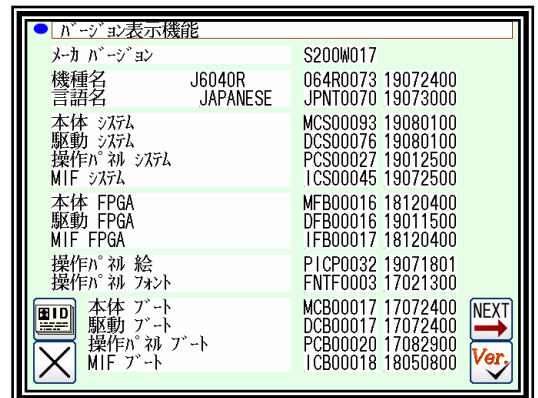 バージョン表示機能
メーカ バージョン S200W017
機種名 J6040R 064R0073 19072400
言語名 JAPANESE JPNT0070 19073000
本体 システム MCS00093 19080100
駆動 システム DCS00076 19080100
操作パネル システム PCS00027 19012500
MIF システム ICS00045 19072500
本体 FPGA MFB00016 18120400
駆動 FPGA DFB00016 19011500
MIF FPGA IFB00017 18120400
操作パネル 絵 PICP0032 19071801
操作パネル フォント FNTF0003 17021300
本体 ブート MCB00017 17072400
駆動 ブート DCB00017 17072400
操作パネル ブート PCB00020 17082900
MIF ブート ICB00018 18050800
ID
NEXT
Ver.